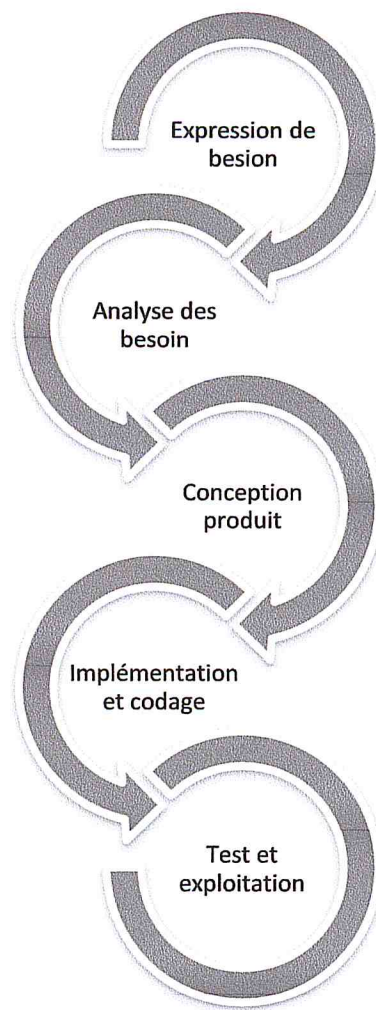 Expression de
besion
Analyse des
besoin
Conception
produit
Implémentation
et codage
Test et
exploitation